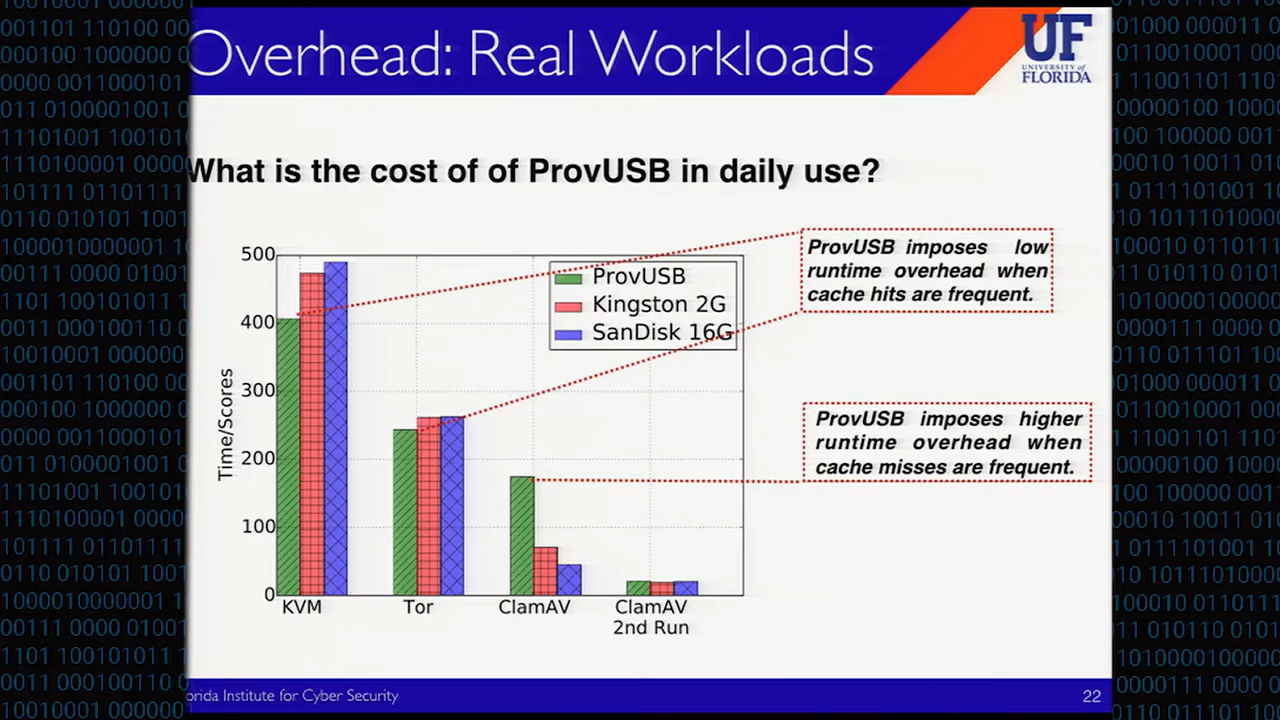 Overhead: Real Workloads
UF
UNIVERSITY of
FLORIDA
What is the cost of of ProvUSB in daily use?
ProvUSB imposes low
runtime overhead when
cache hits are frequent.
ProvUSB imposes higher
runtime overhead when
cache misses are frequent.
500
400
300
200
100
0
Time/Scores
ProvUSB
Kingston 2G
SanDisk 16G
KVM
Tor
ClamAV
ClamAV
2nd Run
orida Institute for Cyber Security
22